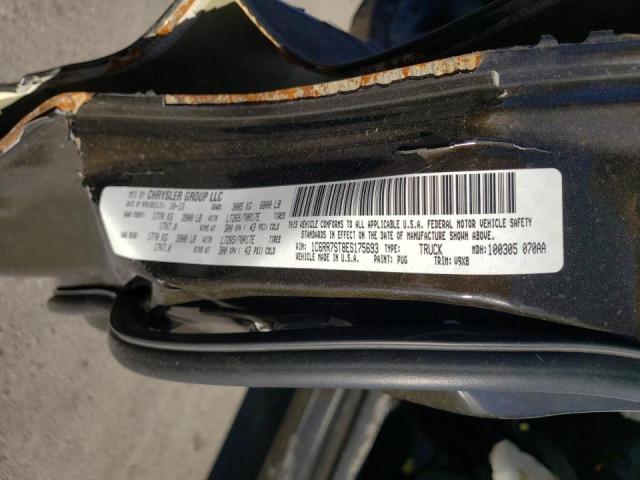 MFD BY CHRYSLER GROUP LLC
DATE OF MFR 10-13 GVWR: 3085 KG 6800 LB
GAWR FRONT: 1770 KG 3900 LB WITH LT265/70R17E TIRES
17X7.0 RIMS AT 300 KPA / 43 PSI COLD
GAWR REAR: 1770 KG 3900 LB WITH LT265/70R17E TIRES
17X7.0 RIMS AT 300 KPA / 43 PSI COLD
THIS VEHICLE CONFORMS TO ALL APPLICABLE U.S.A. FEDERAL MOTOR VEHICLE SAFETY
STANDARDS IN EFFECT ON THE DATE OF MANUFACTURE SHOWN ABOVE.
VIN: 1C6RR7ST8ES175693 TYPE: TRUCK MDH: 100305 070AA
VEHICLE MADE IN U.S.A. PAINT: PUG TRIM: V9X8